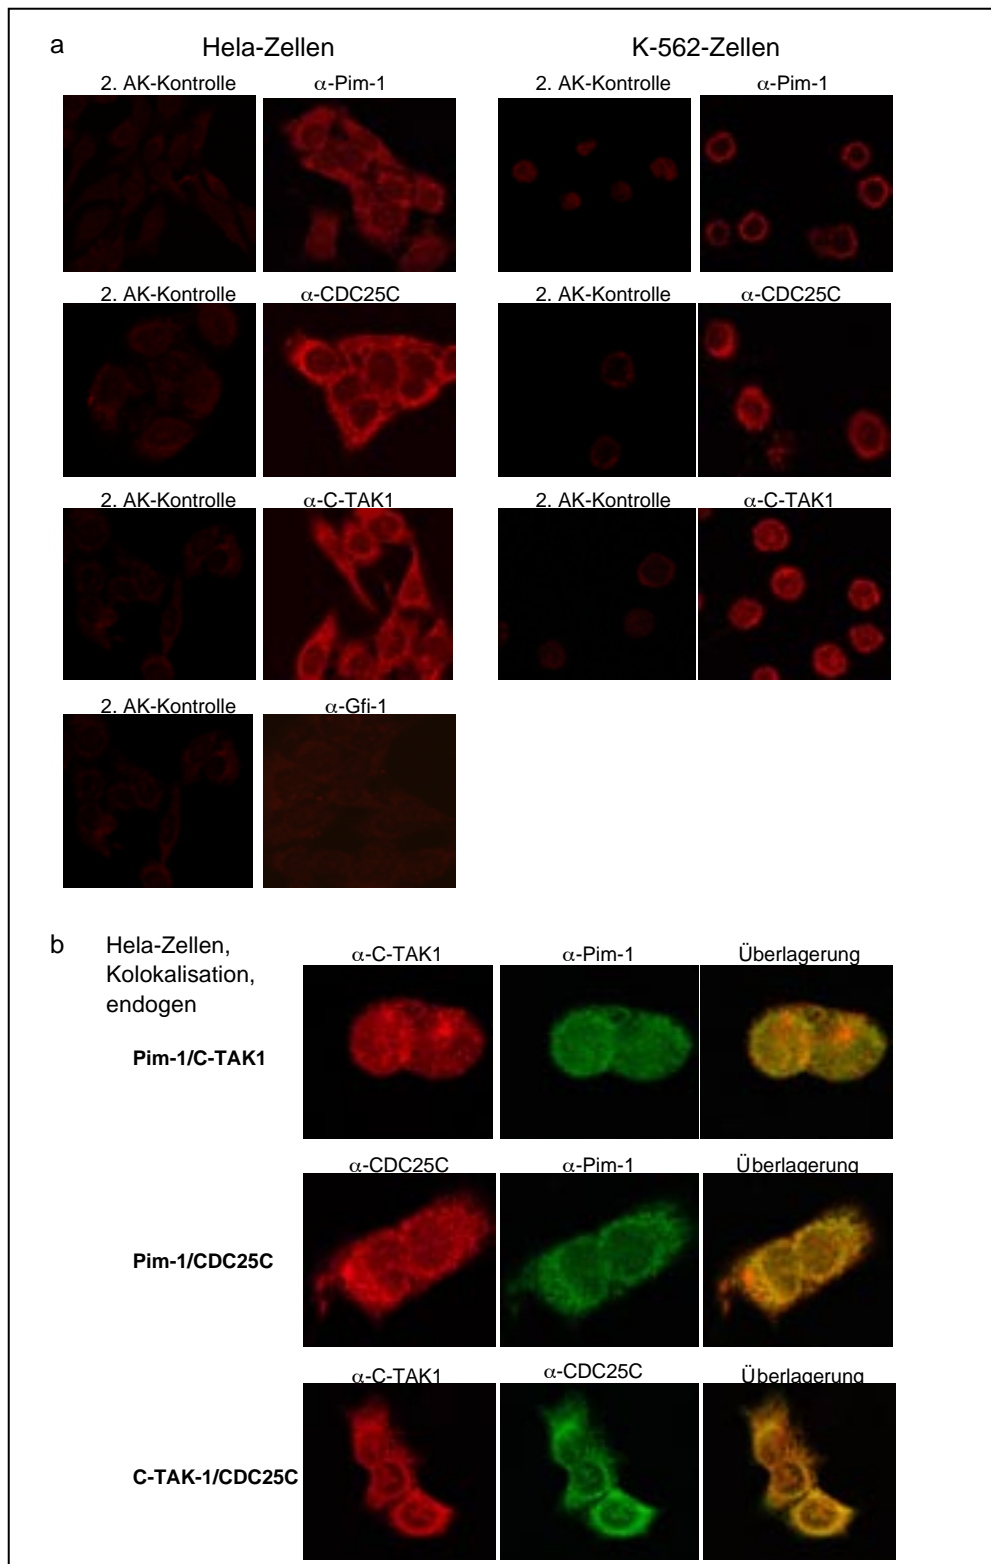 a
Hela-Zellen
K-562-Zellen
2. AK-Kontrolle
α-Pim-1
2. AK-Kontrolle
α-Pim-1
2. AK-Kontrolle
α-CDC25C
2. AK-Kontrolle
α-CDC25C
2. AK-Kontrolle
α-C-TAK1
2. AK-Kontrolle
α-C-TAK1
2. AK-Kontrolle
α-Gfi-1
b
Hela-Zellen,
Kolokalisation,
endogen
α-C-TAK1
α-Pim-1
Überlagerung
Pim-1/C-TAK1
α-CDC25C
α-Pim-1
Überlagerung
Pim-1/CDC25C
α-C-TAK1
α-CDC25C
Überlagerung
C-TAK-1/CDC25C